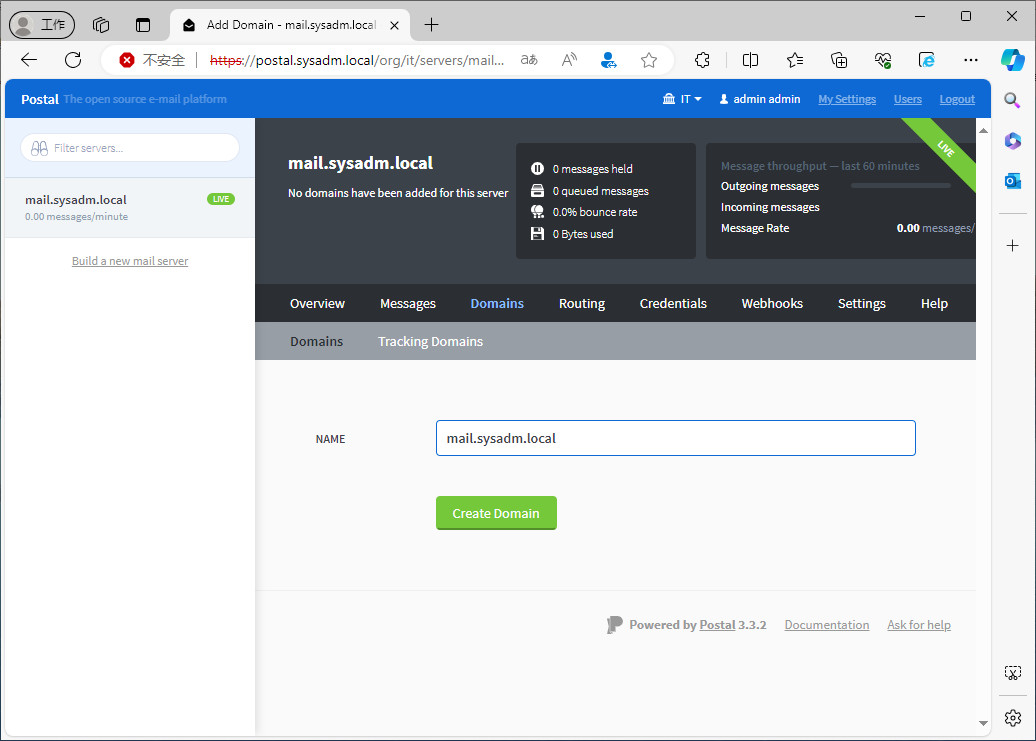 工作
Add Domain - mail.sysadm.local
不安全
https://postal.sysadm.local/org/it/servers/mail...
Postal The open source e-mail platform
IT
admin admin
My Settings
Users
Logout
Filter servers...
mail.sysadm.local
LIVE
0.00 messages/minute
Build a new mail server
mail.sysadm.local
No domains have been added for this server
0 messages held
0 queued messages
0.0% bounce rate
0 Bytes used
Message throughput — last 60 minutes
Outgoing messages
Incoming messages
Message Rate 0.00 messages/
LIVE
Overview Messages Domains Routing Credentials Webhooks Settings Help
Domains Tracking Domains
NAME mail.sysadm.local
Create Domain
Powered by Postal 3.3.2 Documentation Ask for help